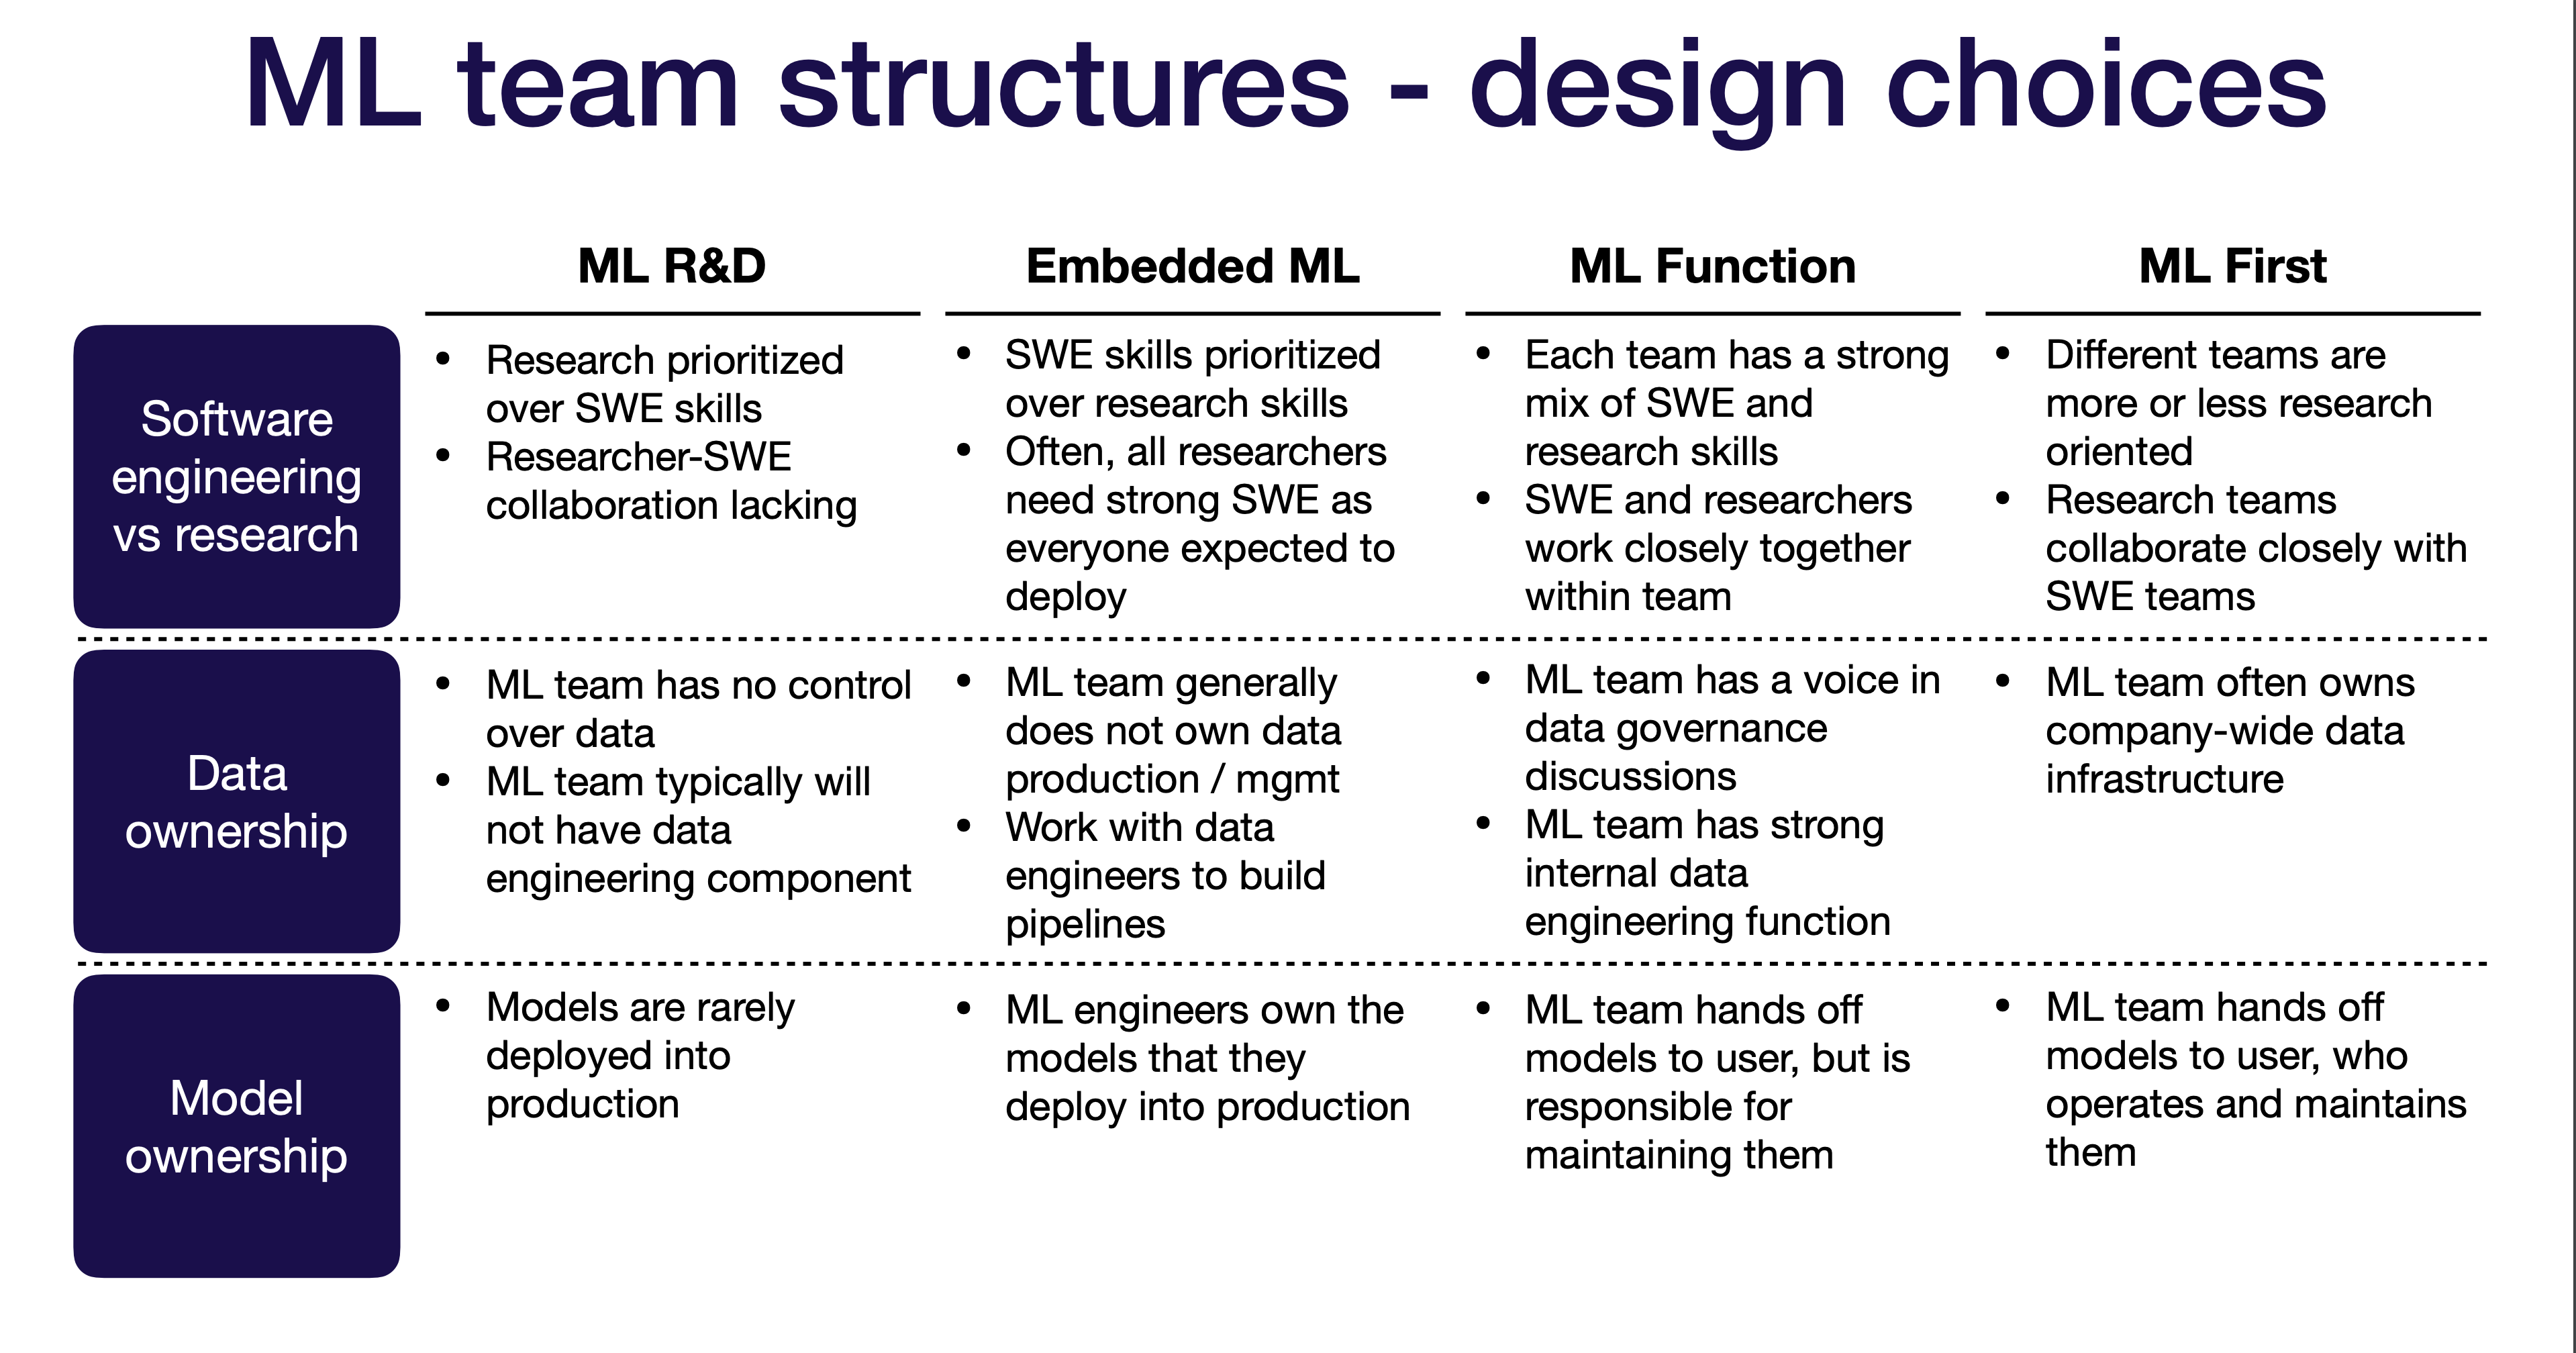 ML team structures - design choices
ML R&D
Embedded ML
ML Function
ML First
Software
engineering
vs research
• Research prioritized
over SWE skills
• Researcher-SWE
collaboration lacking
• SWE skills prioritized
over research skills
• Often, all researchers
need strong SWE as
everyone expected to
deploy
• Each team has a strong
mix of SWE and
research skills
• SWE and researchers
work closely together
within team
• Different teams are
more or less research
oriented
• Research teams
collaborate closely with
SWE teams
Data
ownership
• ML team has no control
over data
• ML team typically will
not have data
engineering component
• ML team generally
does not own data
production / mgmt
• Work with data
engineers to build
pipelines
• ML team has a voice in
data governance
discussions
• ML team has strong
internal data
engineering function
• ML team often owns
company-wide data
infrastructure
Model
ownership
• Models are rarely
deployed into
production
• ML engineers own the
models that they
deploy into production
• ML team hands off
models to user, but is
responsible for
maintaining them
• ML team hands off
models to user, who
operates and maintains
them